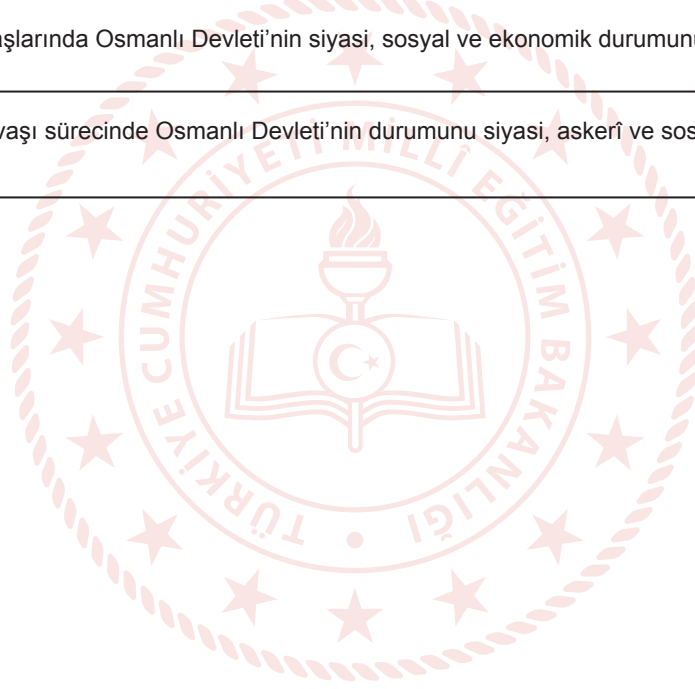 aşlarında Osmanlı Devleti’nin siyasi, sosyal ve ekonomik durumunu
vaşı sürecinde Osmanlı Devleti’nin durumunu siyasi, askerî ve sos
TÜRKİYE CUMHURİYETİ MİLLÎ EĞİTİM BAKANLIĞI